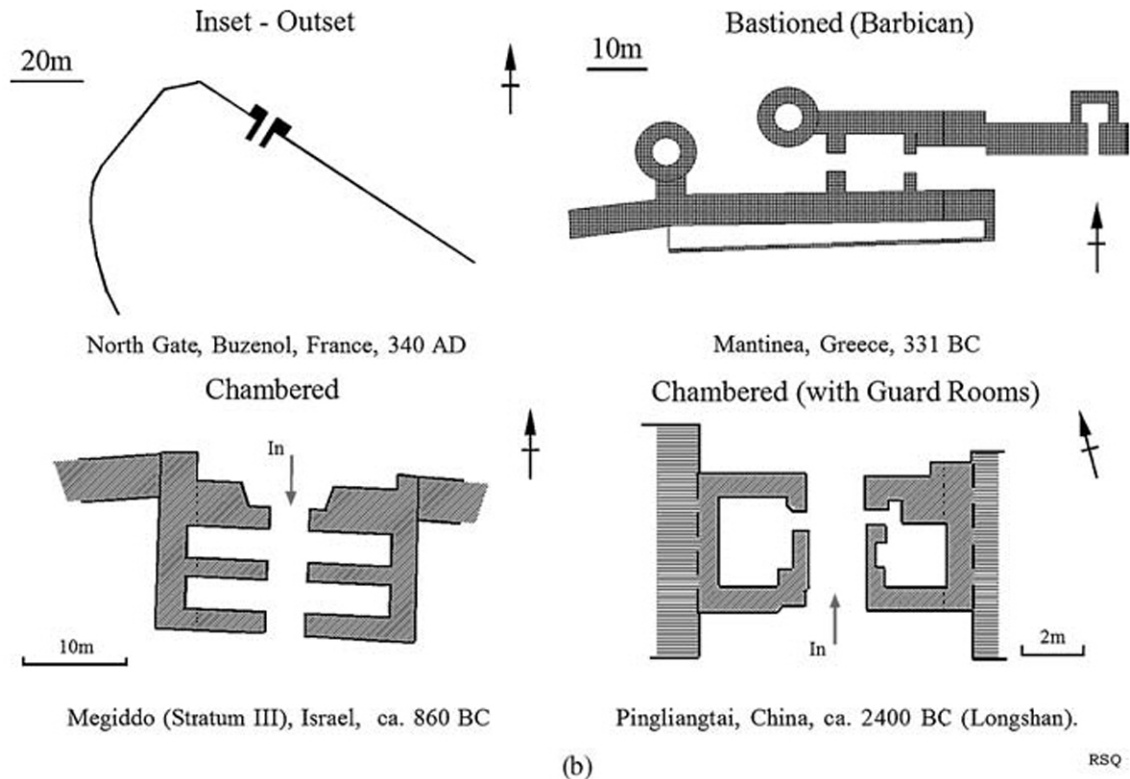 Inset - Outset
20m
North Gate, Buzenol, France, 340 AD
Bastioned (Barbican)
10m
Mantinea, Greece, 331 BC
Chambered
In
10m
Megiddo (Stratum III), Israel, ca. 860 BC
Chambered (with Guard Rooms)
In
2m
Pingliangtai, China, ca. 2400 BC (Longshan).
(b)
RSQ